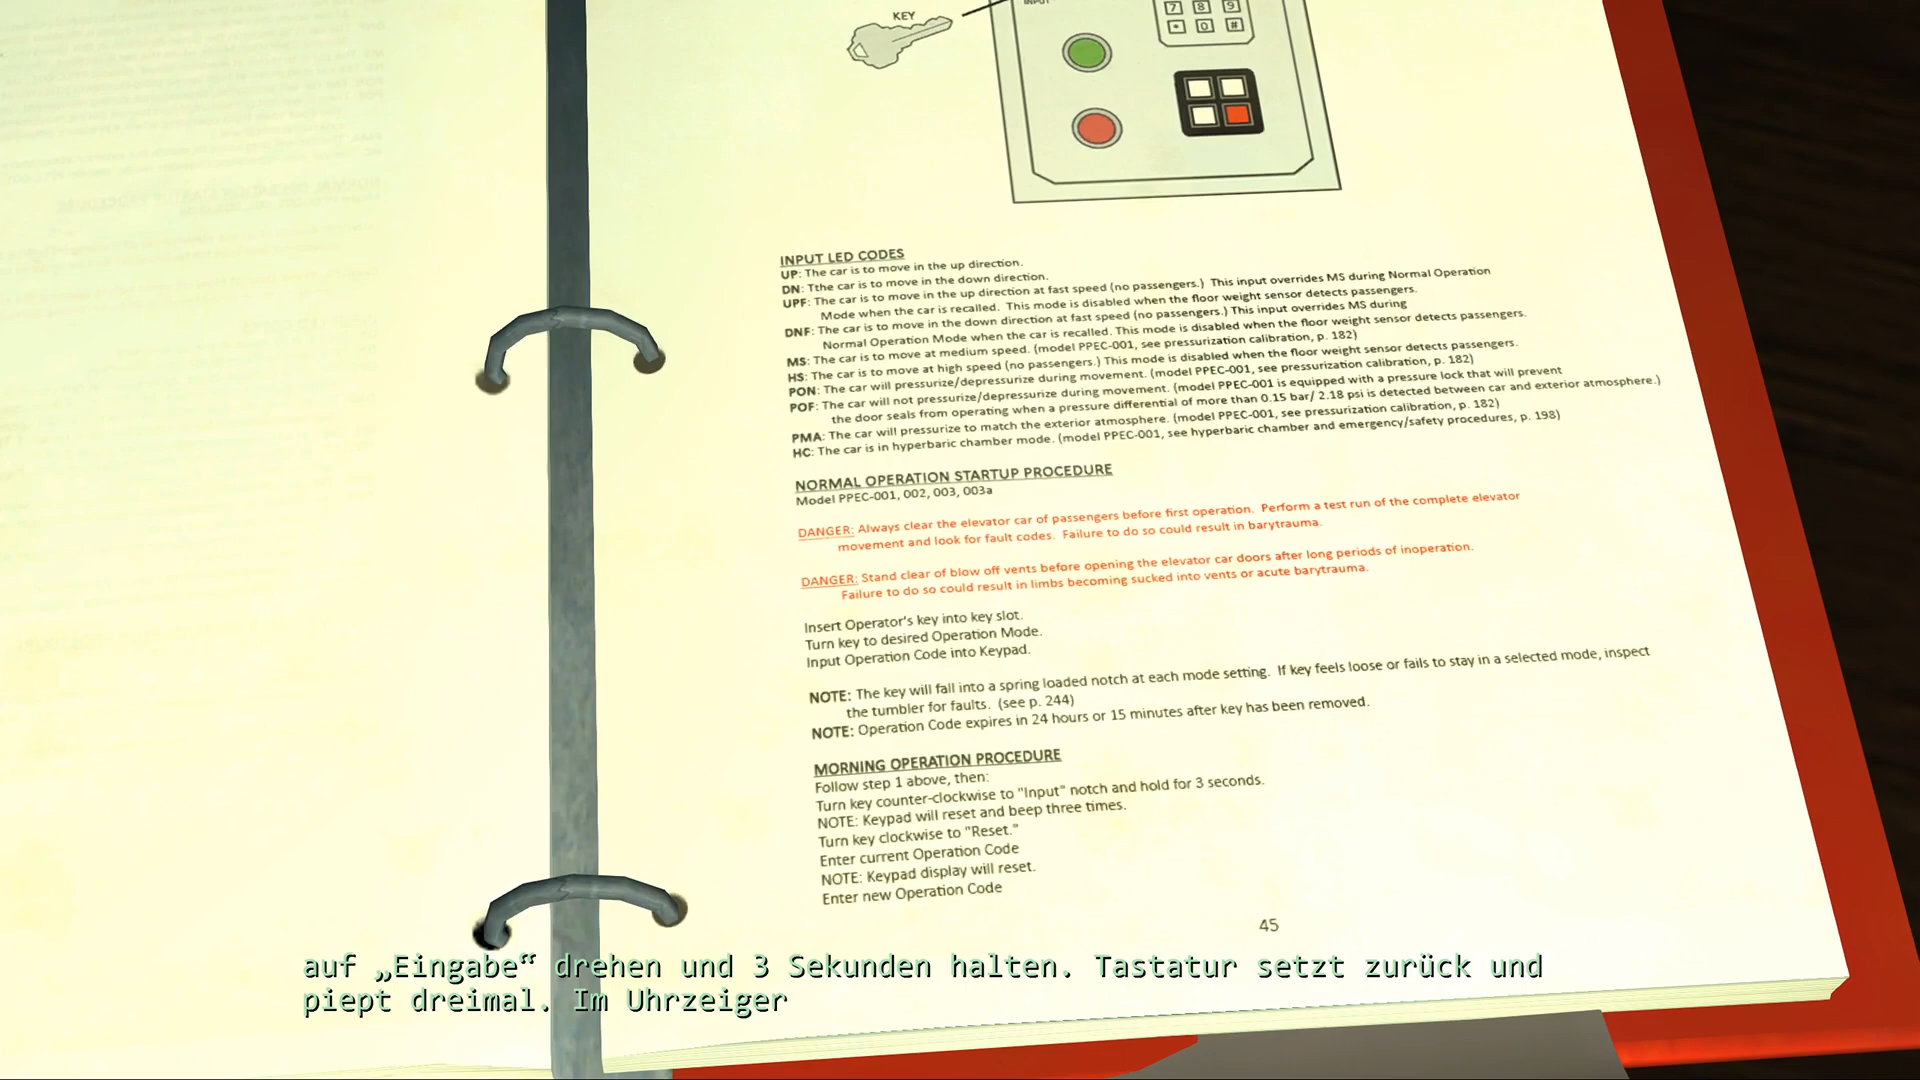 KEY
INPUT
7 8 9
* 0 #
INPUT LED CODES
UP: The car is to move in the up direction.
DN: Tthe car is to move in the down direction.
UPF: The car is to move in the up direction at fast speed (no passengers.) This input overrides MS during Normal Operation
Mode when the car is recalled. This mode is disabled when the floor weight sensor detects passengers.
DNF: The car is to move in the down direction at fast speed (no passengers.) This input overrides MS during
Normal Operation Mode when the car is recalled. This mode is disabled when the floor weight sensor detects passengers.
MS: The car is to move at medium speed. (model PPEC-001, see pressurization calibration, p. 182)
HS: The car is to move at high speed (no passengers.) This mode is disabled when the floor weight sensor detects passengers.
PON: The car will pressurize/depressurize during movement. (model PPEC-001, see pressurization calibration, p. 182)
POF: The car will not pressurize/depressurize during movement. (model PPEC-001 is equipped with a pressure lock that will prevent
the door seals from operating when a pressure differential of more than 0.15 bar/ 2.18 psi is detected between car and exterior atmosphere.)
PMA: The car will pressurize to match the exterior atmosphere. (model PPEC-001, see pressurization calibration, p. 182)
HC: The car is in hyperbaric chamber mode. (model PPEC-001, see hyperbaric chamber and emergency/safety procedures, p. 198)
NORMAL OPERATION STARTUP PROCEDURE
Model PPEC-001, 002, 003, 003a
DANGER: Always clear the elevator car of passengers before first operation. Perform a test run of the complete elevator
movement and look for fault codes. Failure to do so could result in barytrauma.
DANGER: Stand clear of blow off vents before opening the elevator car doors after long periods of inoperation.
Failure to do so could result in limbs becoming sucked into vents or acute barytrauma.
Insert Operator's key into key slot.
Turn key to desired Operation Mode.
Input Operation Code into Keypad.
NOTE: The key will fall into a spring loaded notch at each mode setting. If key feels loose or fails to stay in a selected mode, inspect
the tumbler for faults. (see p. 244)
NOTE: Operation Code expires in 24 hours or 15 minutes after key has been removed.
MORNING OPERATION PROCEDURE
Follow step 1 above, then:
Turn key counter-clockwise to "Input" notch and hold for 3 seconds.
NOTE: Keypad will reset and beep three times.
Turn key clockwise to "Reset."
Enter current Operation Code
NOTE: Keypad display will reset.
Enter new Operation Code
45
auf „Eingabe“ drehen und 3 Sekunden halten. Tastatur setzt zurück und
piept dreimal. Im Uhrzeiger